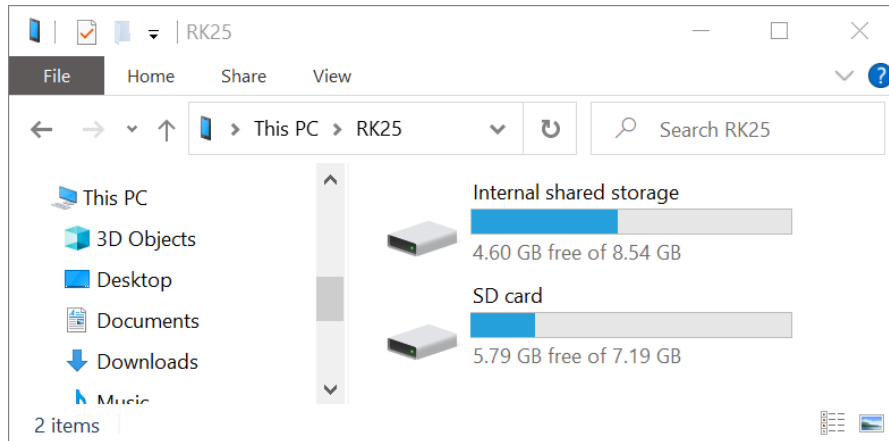 RK25
File Home Share View
This PC > RK25
Search RK25
This PC
3D Objects
Desktop
Documents
Downloads
Music
Internal shared storage
4.60 GB free of 8.54 GB
SD card
5.79 GB free of 7.19 GB
2 items